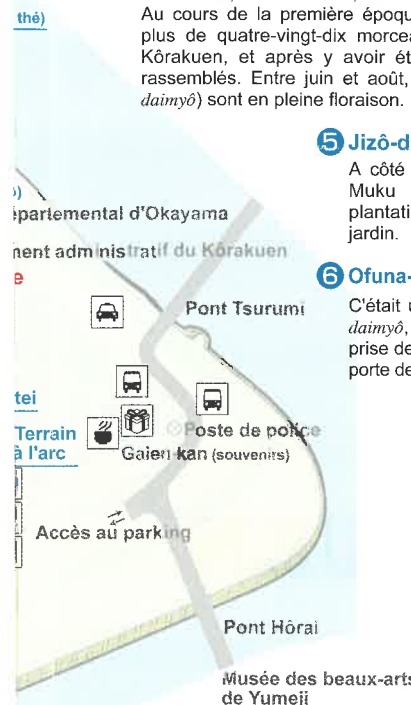 thé)
Au cours de la première époqu
plus de quatre-vingt-dix morcea
Kôrakuen, et après y avoir ét
rassemblés. Entre juin et août,
daimyô) sont en pleine floraison.
5 Jizô-d
A côté
Muku
plantati
jardin.
6 Ofuna-
C'était u
daimyô,
prise de
porte de
)
épartemental d'Okayama
ment administratif du Kôrakuen
e
Pont Tsurumi
tei
Terrain
à l'arc
Poste de police
Gaien-kan (souvenirs)
Accès au parking
Pont Hôrai
Musée des beaux-arts
de Yumeji